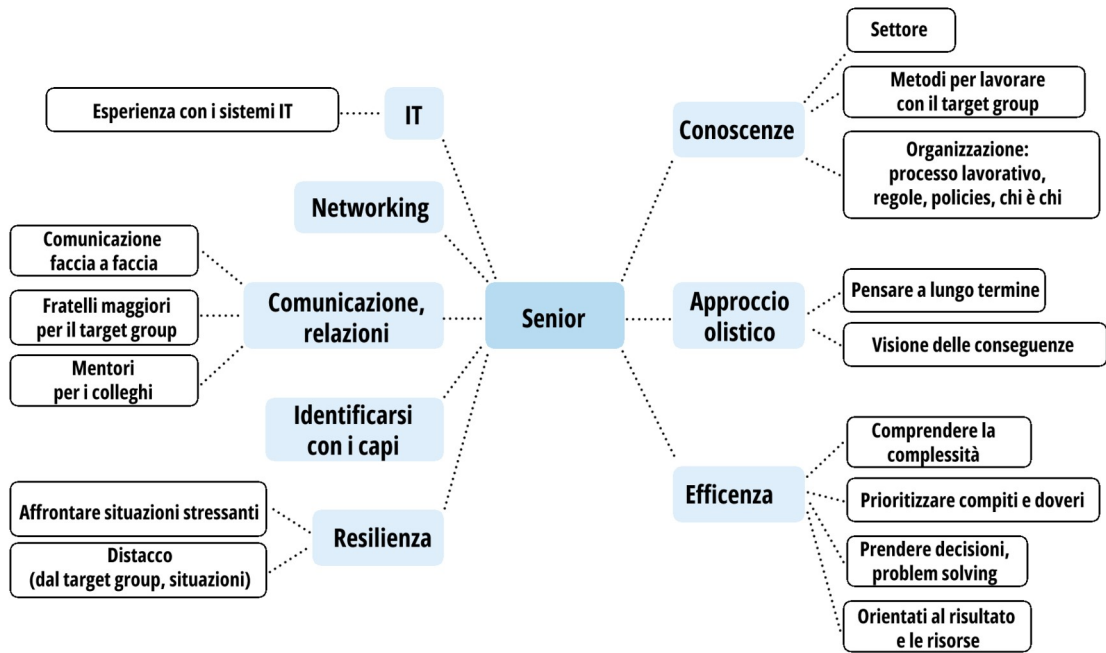 Senior
IT
Esperienza con i sistemi IT
Networking
Comunicazione,
relazioni
Comunicazione
faccia a faccia
Fratelli maggiori
per il target group
Mentori
per i colleghi
Identificarsi
con i capi
Resilienza
Affrontare situazioni stressanti
Distacco
(dal target group, situazioni)
Conoscenze
Settore
Metodi per lavorare
con il target group
Organizzazione:
processo lavorativo,
regole, policies, chi è chi
Approccio
olistico
Pensare a lungo termine
Visione delle conseguenze
Efficenza
Comprendere la
complessità
Prioritizzare compiti e doveri
Prendere decisioni,
problem solving
Orientati al risultato
e le risorse